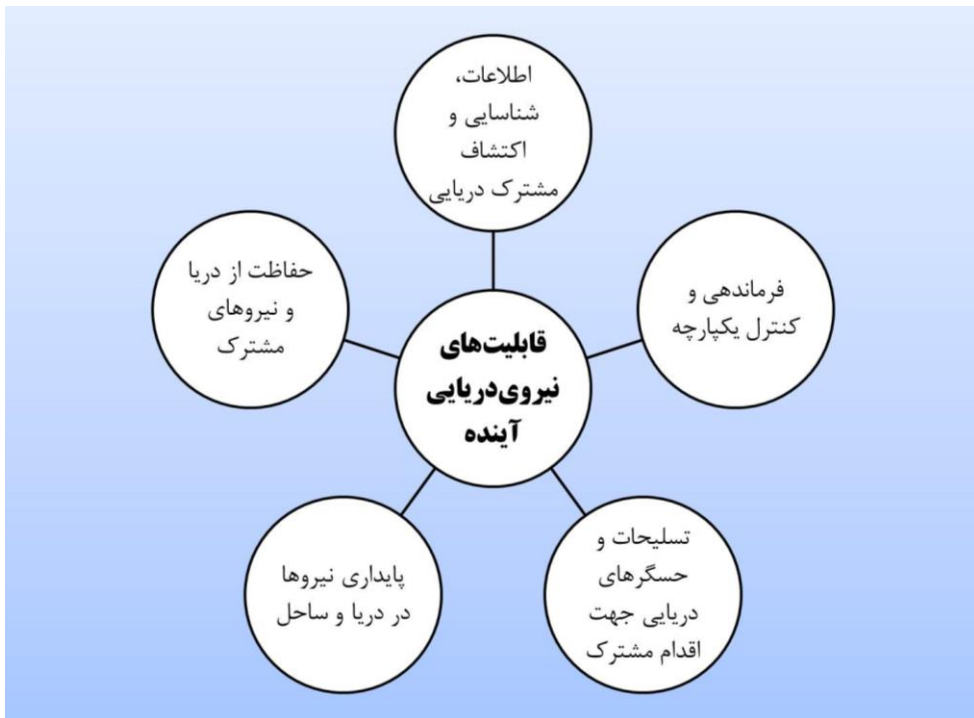 اطلاعات،
شناسایی و
اکتشاف
مشترک دریایی
فرماندهی و
کنترل یکپارچه
حفاظت از دریا
و نیروهای
مشترک
قابلیت‌های
نیروی‌دریایی
آینده
تسلیحات و
حسگرهای
دریایی جهت
اقدام مشترک
پایداری نیروها
در دریا و ساحل